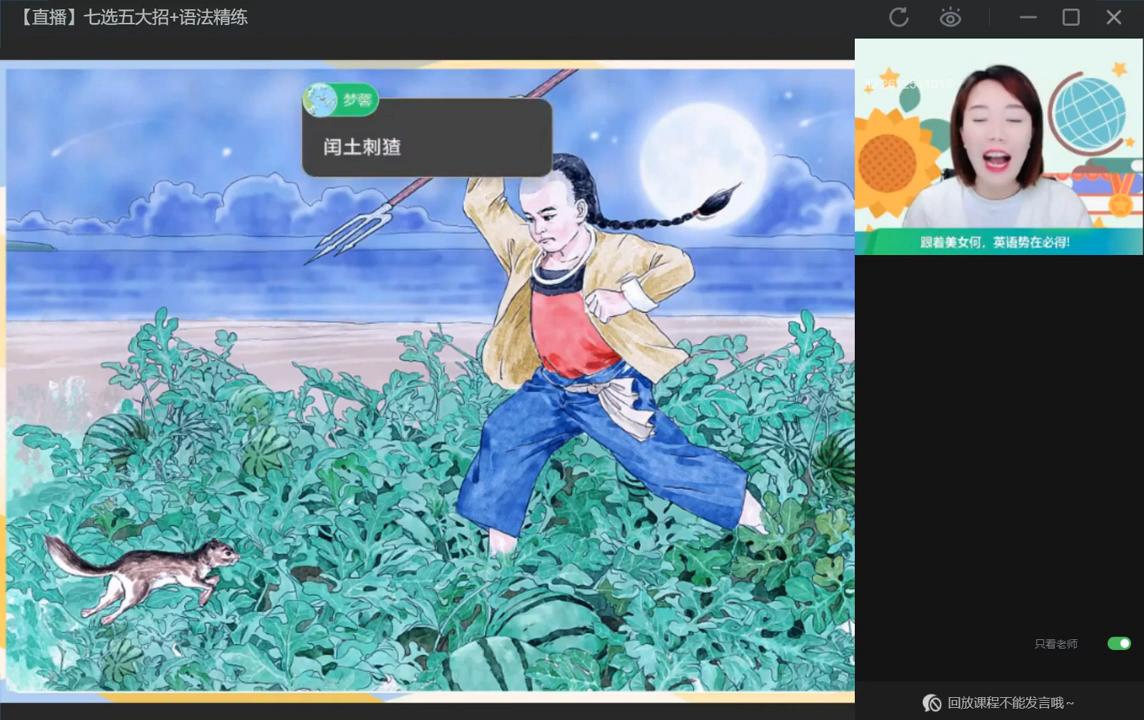 【直播】七选五大招+语法精练
梦馨
闰土刺猹
跟着美女何，英语势在必得!
只看老师
回放课程不能发言哦～